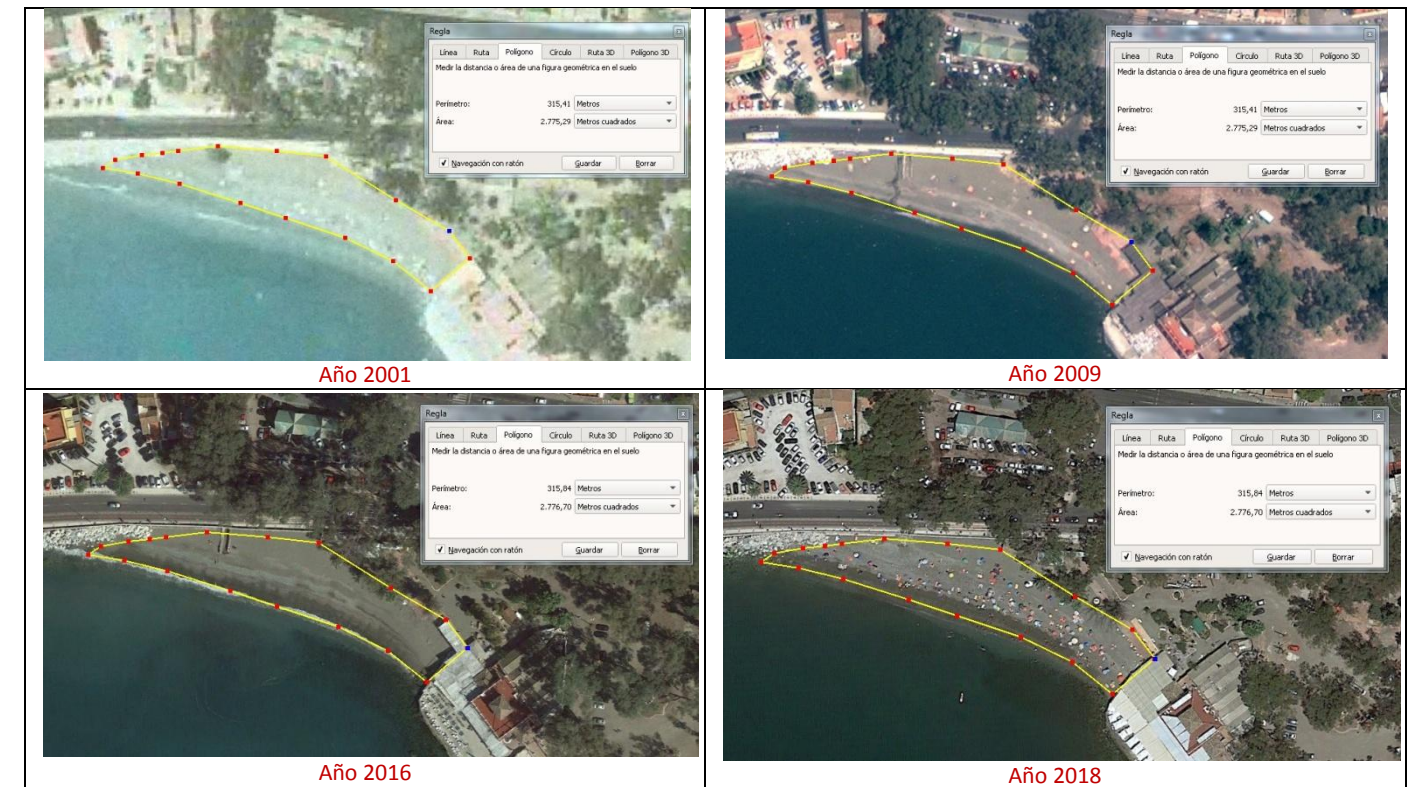 Regla
Línea Ruta Polígono Círculo Ruta 3D Polígono 3D
Medir la distancia o área de una figura geométrica en el suelo
Perímetro: 315,41 Metros
Área: 2.775,29 Metros cuadrados
Navegación con ratón Guardar Borrar
Año 2001
Regla
Línea Ruta Polígono Círculo Ruta 3D Polígono 3D
Medir la distancia o área de una figura geométrica en el suelo
Perímetro: 315,41 Metros
Área: 2.775,29 Metros cuadrados
Navegación con ratón Guardar Borrar
Año 2009
Regla
Línea Ruta Polígono Círculo Ruta 3D Polígono 3D
Medir la distancia o área de una figura geométrica en el suelo
Perímetro: 315,84 Metros
Área: 2.776,70 Metros cuadrados
Navegación con ratón Guardar Borrar
Año 2016
Regla
Línea Ruta Polígono Círculo Ruta 3D Polígono 3D
Medir la distancia o área de una figura geométrica en el suelo
Perímetro: 315,84 Metros
Área: 2.776,70 Metros cuadrados
Navegación con ratón Guardar Borrar
Año 2018